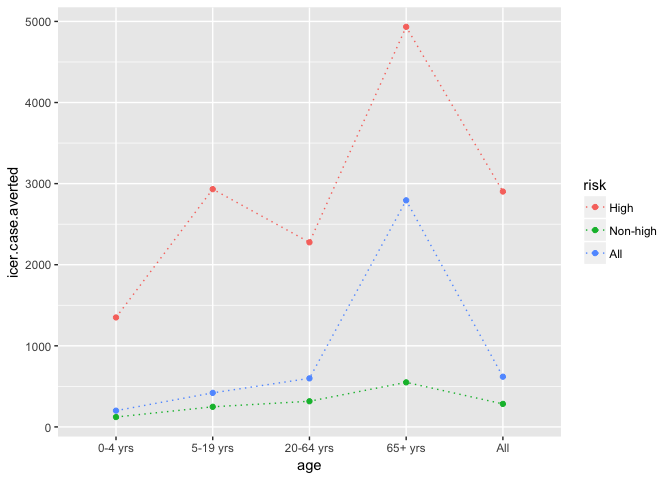 5000
4000
3000
2000
1000
0
icer.case.averted
0-4 yrs
5-19 yrs
20-64 yrs
65+ yrs
All
age
risk
High
Non-high
All